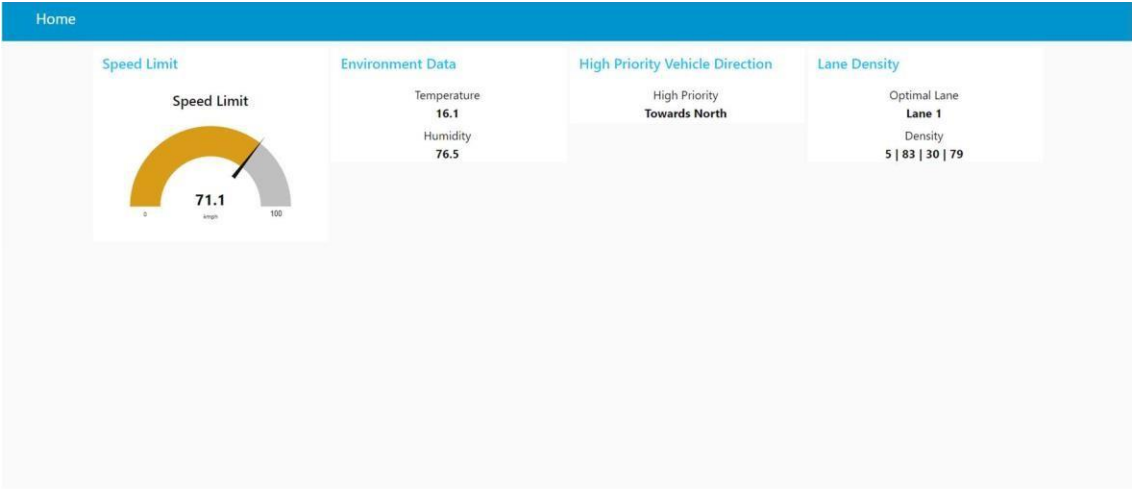 Home
Speed Limit
Speed Limit
71.1
kmph
0
100
Environment Data
Temperature
16.1
Humidity
76.5
High Priority Vehicle Direction
High Priority
Towards North
Lane Density
Optimal Lane
Lane 1
Density
5 | 83 | 30 | 79